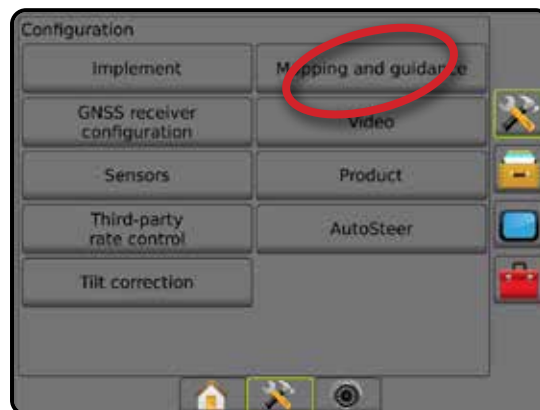 Configuration
Implement
Mapping and guidance
GNSS receiver
configuration
Video
Sensors
Product
Third-party
rate control
AutoSteer
Tilt correction